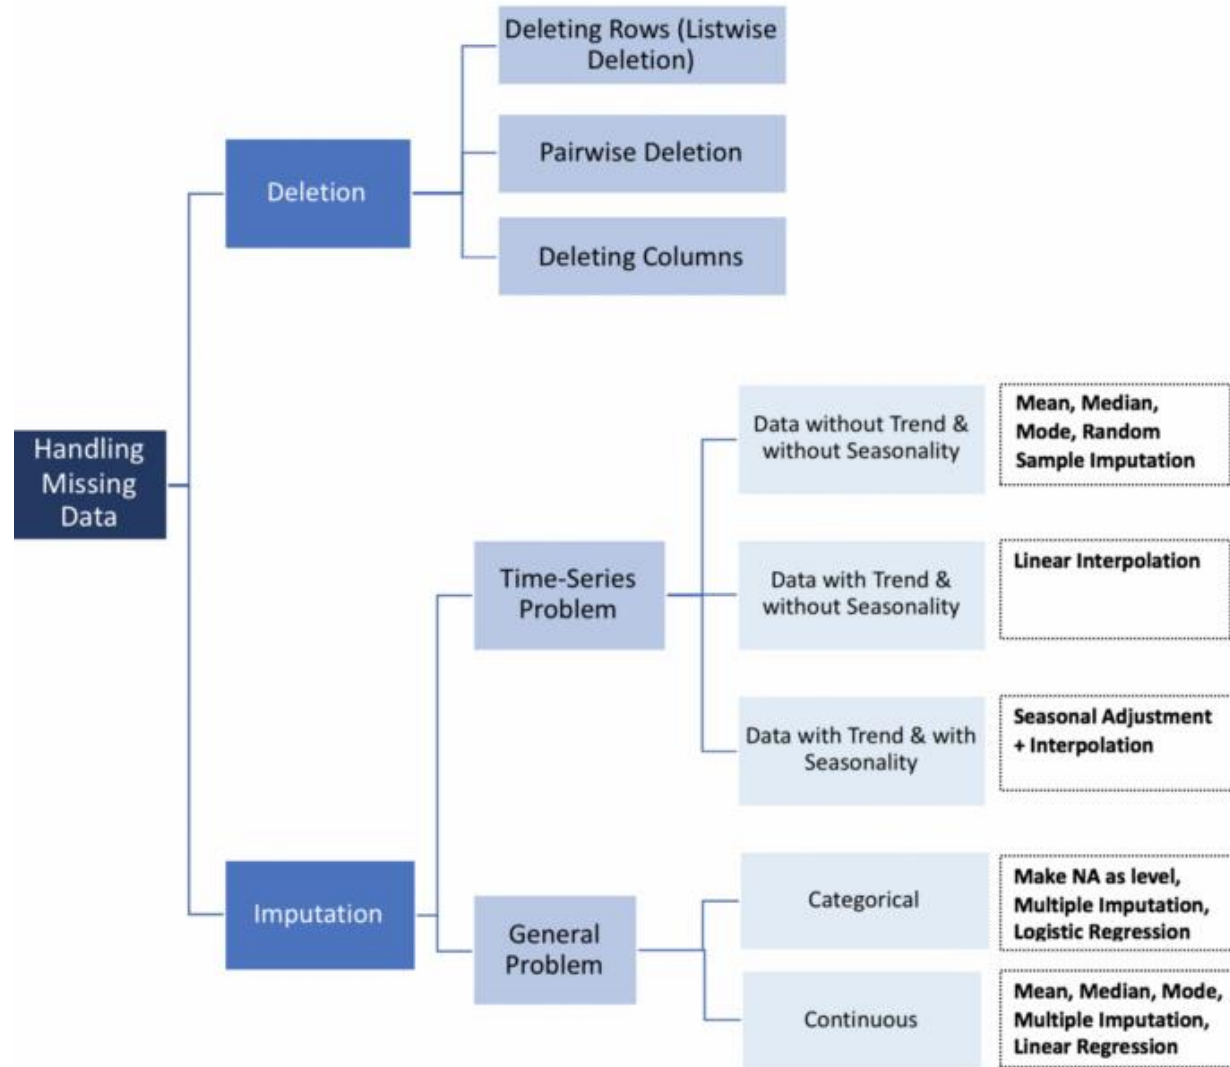 Deleting Rows (Listwise
Deletion)
Pairwise Deletion
Deletion
Deleting Columns
Handling
Missing
Data
Data without Trend &
without Seasonality
Mean, Median,
Mode, Random
Sample Imputation
Time-Series
Problem
Data with Trend &
without Seasonality
Linear Interpolation
Data with Trend & with
Seasonality
Seasonal Adjustment
+ Interpolation
Imputation
General
Problem
Categorical
Make NA as level,
Multiple Imputation,
Logistic Regression
Continuous
Mean, Median, Mode,
Multiple Imputation,
Linear Regression